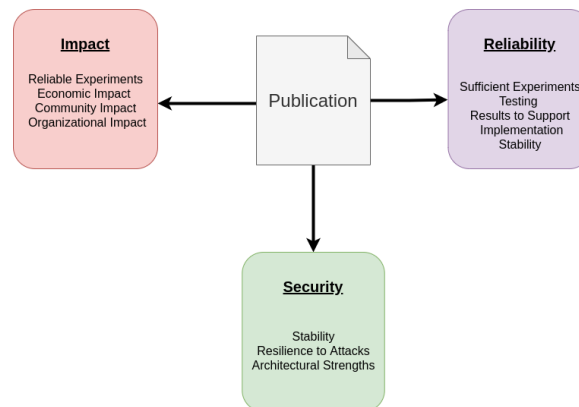 Impact
Reliable Experiments
Economic Impact
Community Impact
Organizational Impact
Publication
Reliability
Sufficient Experiments
Testing
Results to Support
Implementation
Stability
Security
Stability
Resilience to Attacks
Architectural Strengths